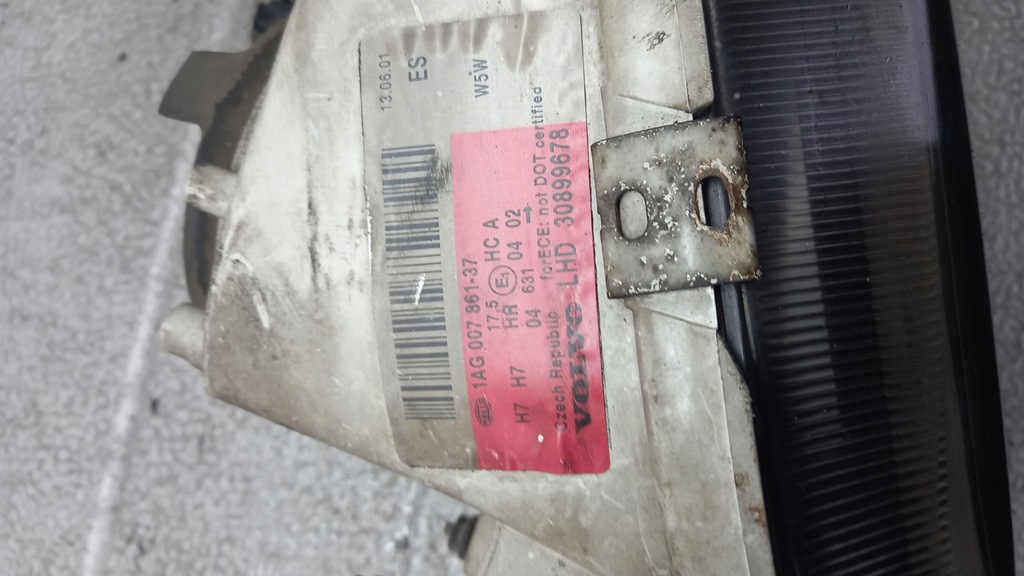 13.06.01
ES
W5W
HELLA 1AG 007 861-37
17,5 E HC A
HR 04 02
H7 H7 04 631 →
Czech Republic for ECE: not DOT certified
VOLVO LHD 30899678